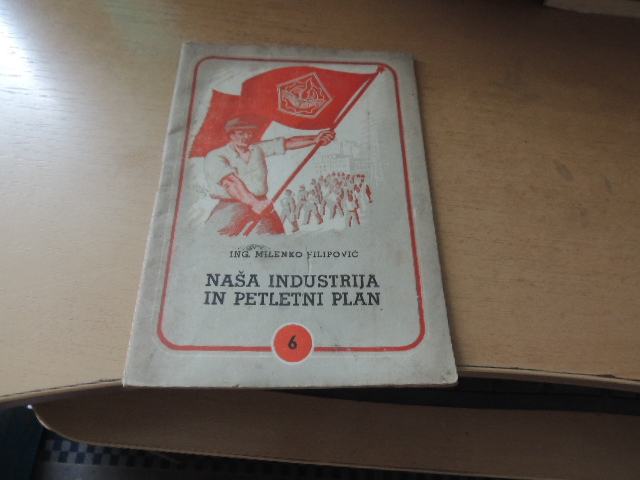 ING. MILENKO FILIPOVIĆ
NAŠA INDUSTRIJA
IN PETLETNI PLAN
6